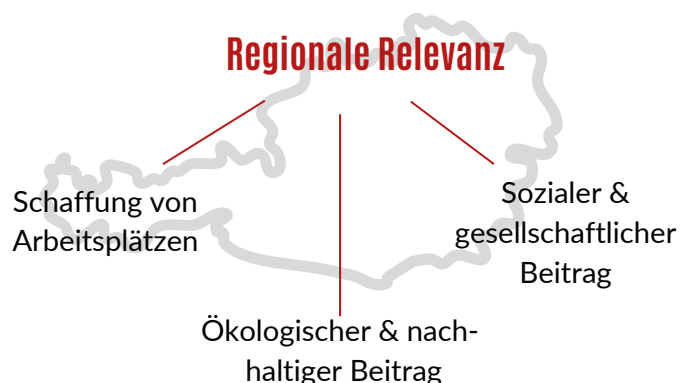 Regionale Relevanz
Schaffung von
Arbeitsplätzen
Sozialer &
gesellschaftlicher
Beitrag
Ökologischer & nach-
haltiger Beitrag